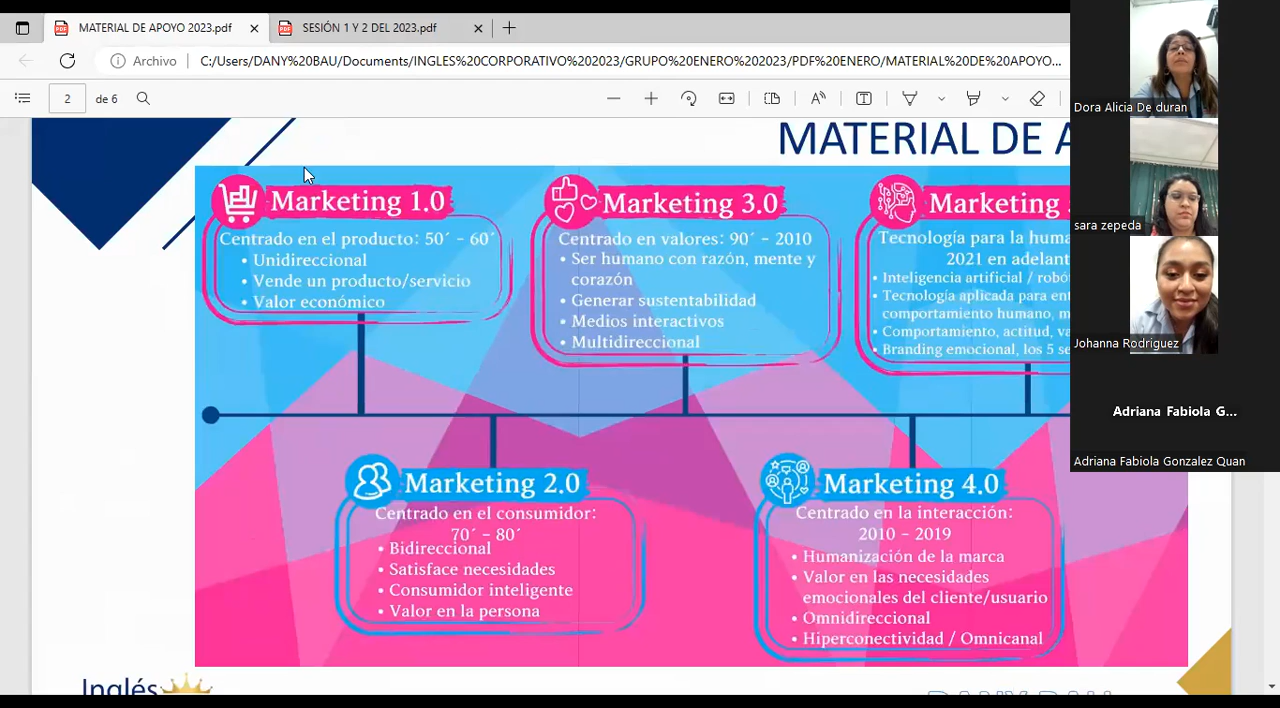 MATERIAL DE APOYO 2023.pdf
SESIÓN 1 Y 2 DEL 2023.pdf
Archivo
C:/Users/DANY%20BAU/Documents/INGLES%20CORPORATIVO%202023/GRUPO%20ENERO%202023/PDF%20ENERO/MATERIAL%20DE%20APOYO...
2
de 6
MATERIAL DE A
Marketing 1.0
Centrado en el producto: 50´ - 60´
• Unidireccional
• Vende un producto/servicio
• Valor económico
Marketing 3.0
Centrado en valores: 90´ - 2010
• Ser humano con razón, mente y
corazón
• Generar sustentabilidad
• Medios interactivos
• Multidireccional
Marketing
Tecnología para la huma
2021 en adelant
• Inteligencia artificial / robó
• Tecnología aplicada para ent
comportamiento humano, m
• Comportamiento, actitud, va
• Branding emocional, los 5 se
Marketing 2.0
Centrado en el consumidor:
70´ - 80´
• Bidireccional
• Satisface necesidades
• Consumidor inteligente
• Valor en la persona
Marketing 4.0
Centrado en la interacción:
2010 - 2019
• Humanización de la marca
• Valor en las necesidades
emocionales del cliente/usuario
• Omnidireccional
• Hiperconectividad / Omnicanal
Inglés
Dora Alicia De duran
sara zepeda
Johanna Rodriguez
Adriana Fabiola G...
Adriana Fabiola Gonzalez Quan